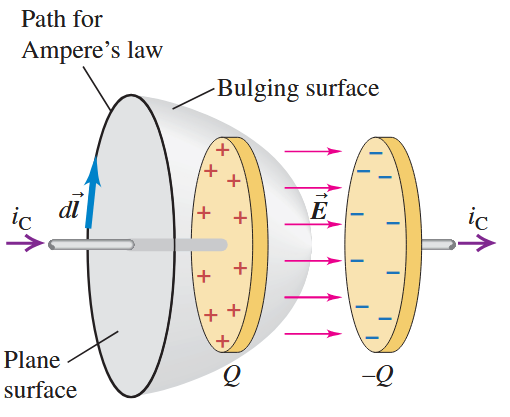 Path for
Ampere's law
Bulging surface
dl⃗
E⃗
iC
iC
Plane
surface
Q
–Q